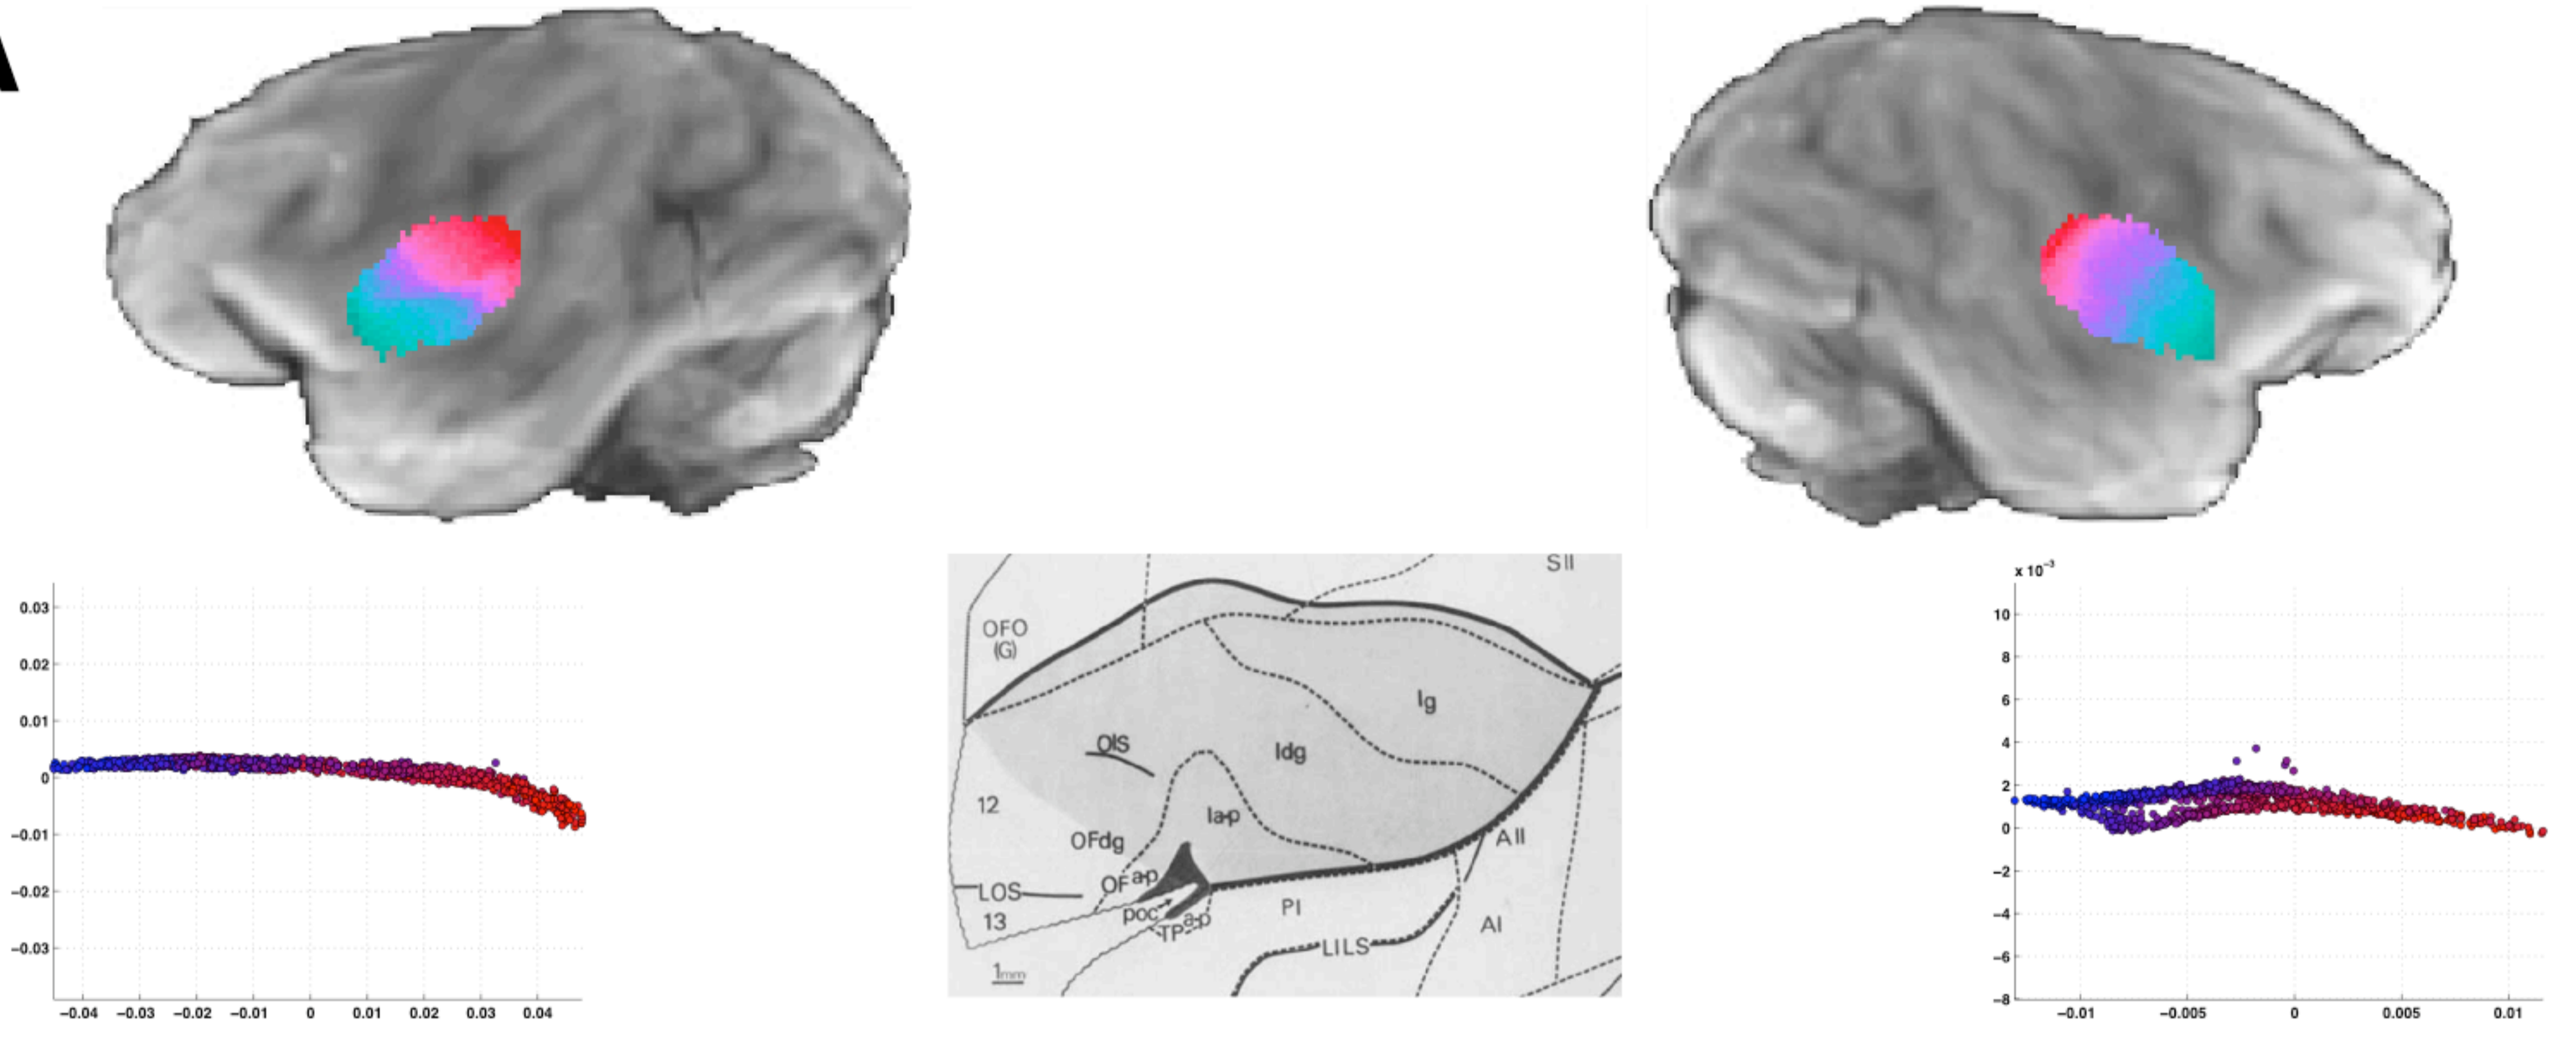 A
0.03
0.02
0.01
0
−0.01
−0.02
−0.03
−0.04 −0.03 −0.02 −0.01 0 0.01 0.02 0.03 0.04
SII
OFO
(G)
Ig
OIS
Idg
12
Ia-p
OFdg
AII
OFa-p
LOS
poc
a-p
PI
13
TP
AI
LILS
1mm
x 10⁻³
10
8
6
4
2
0
−2
−4
−6
−8
−0.01 −0.005 0 0.005 0.01